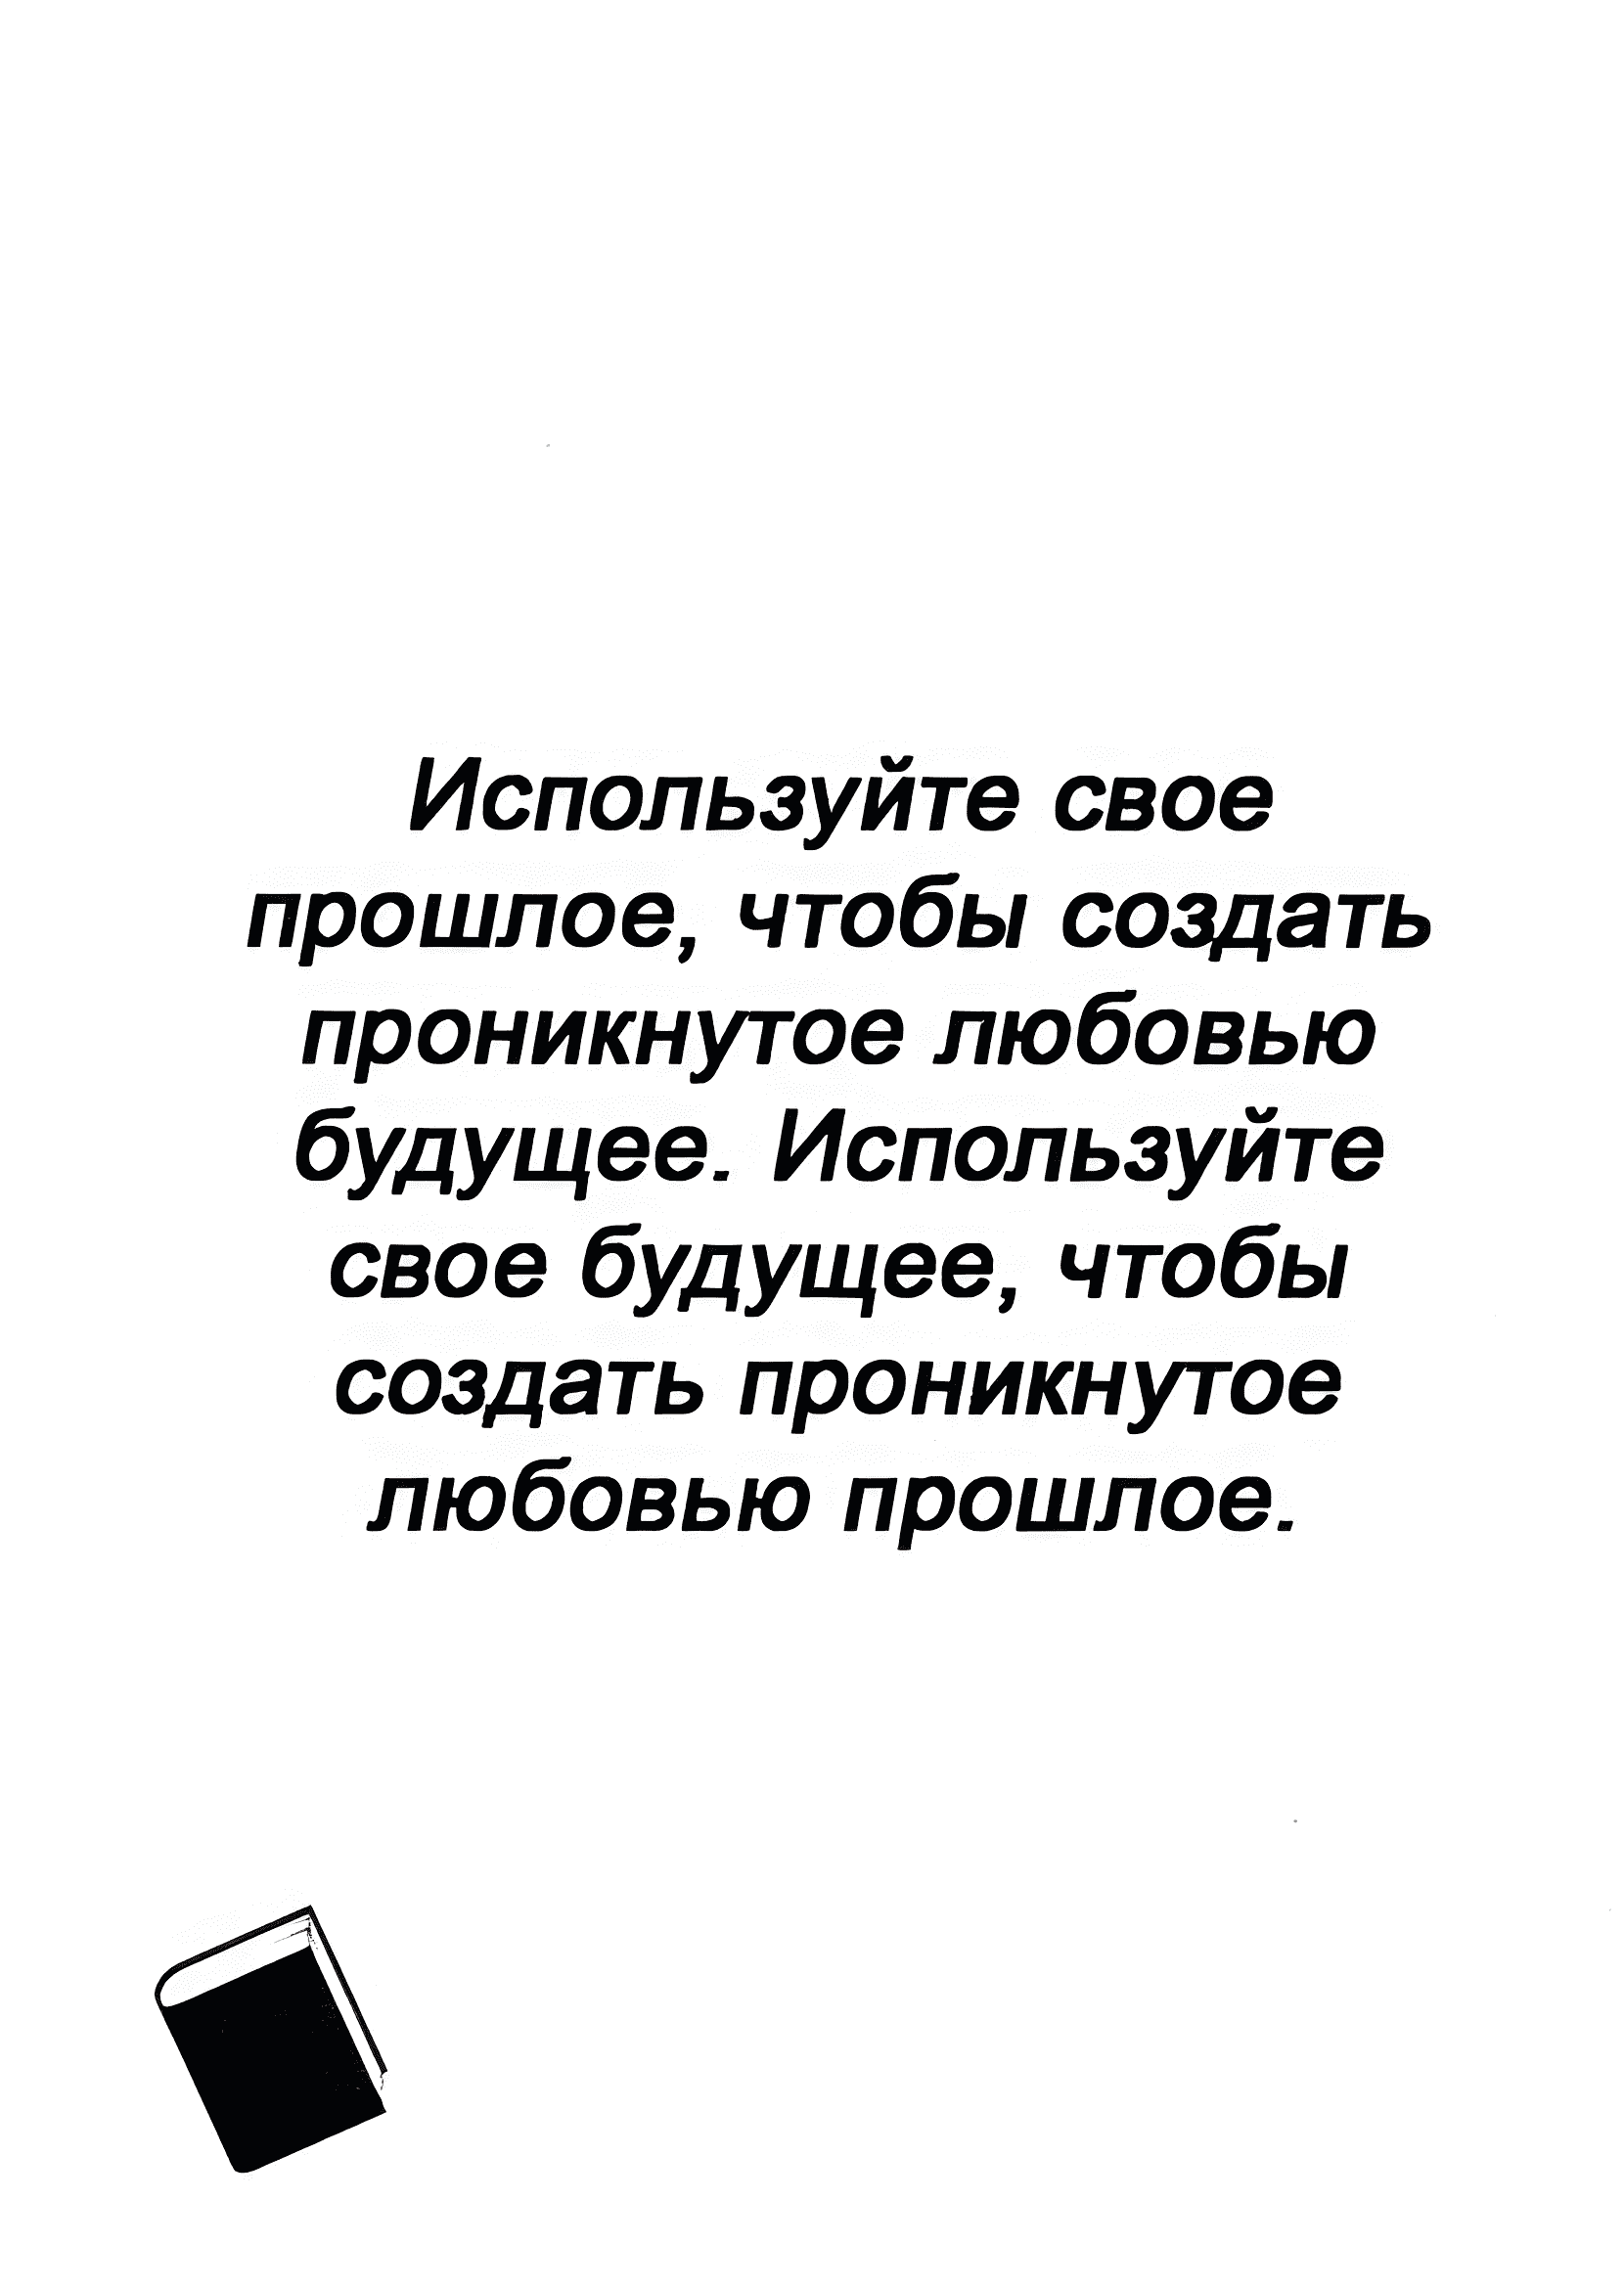 Используйте свое
прошлое, чтобы создать
проникнутое любовью
будущее. Используйте
свое будущее, чтобы
создать проникнутое
любовью прошлое.